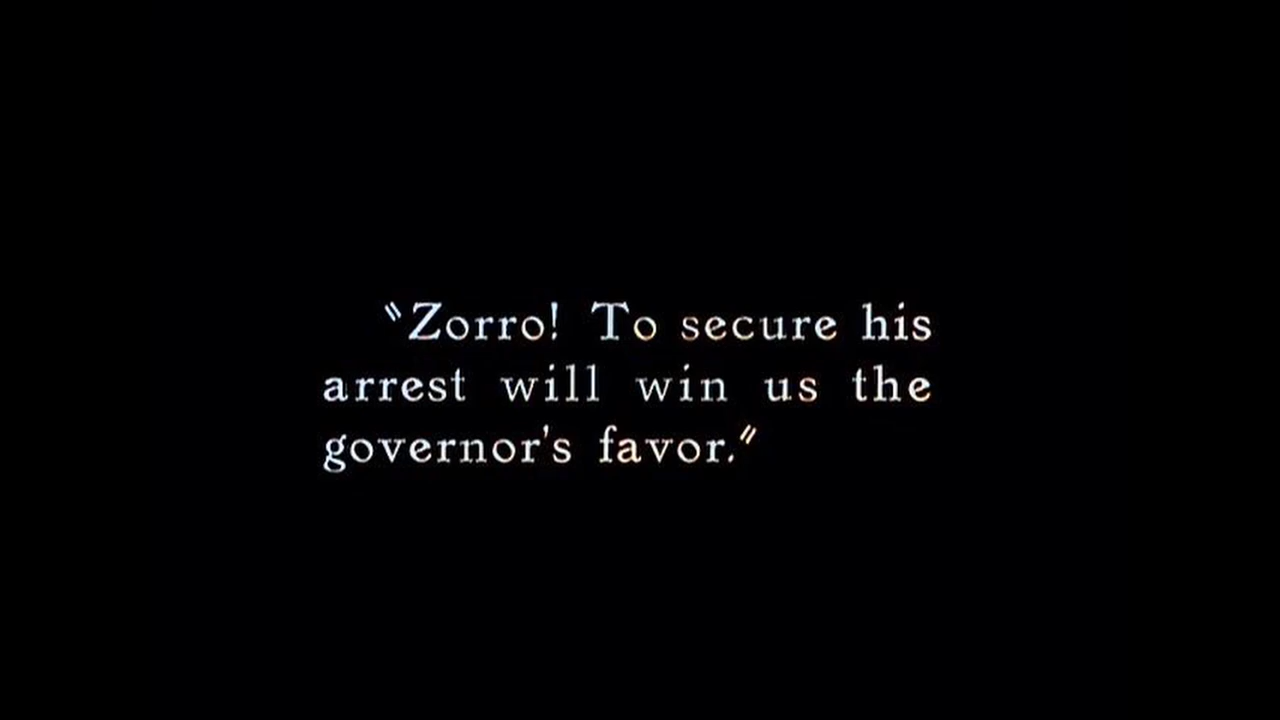 "Zorro! To secure his
arrest will win us the
governor's favor."